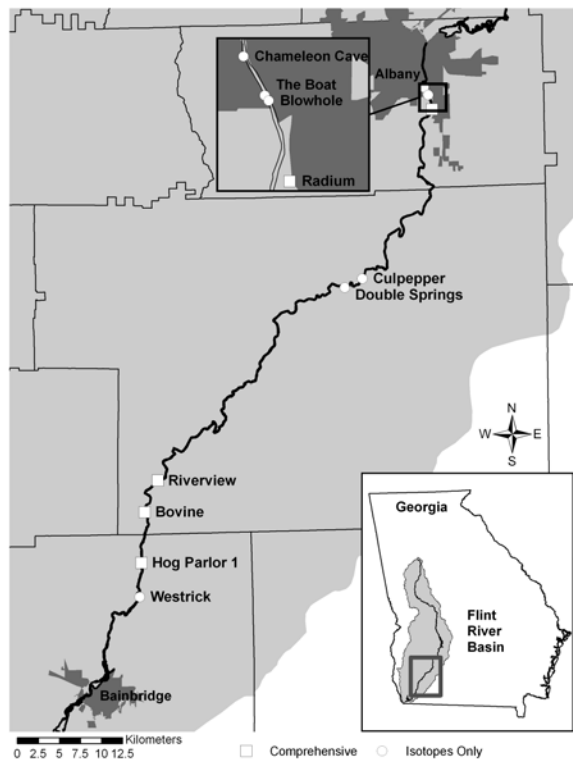 Chameleon Cave
The Boat
Blowhole
Radium
Albany
Culpepper
Double Springs
N
W E
S
Riverview
Bovine
Hog Parlor 1
Westrick
Bainbridge
Georgia
Flint
River
Basin
Kilometers
0 2.5 5 7.5 10 12.5
Comprehensive
Isotopes Only